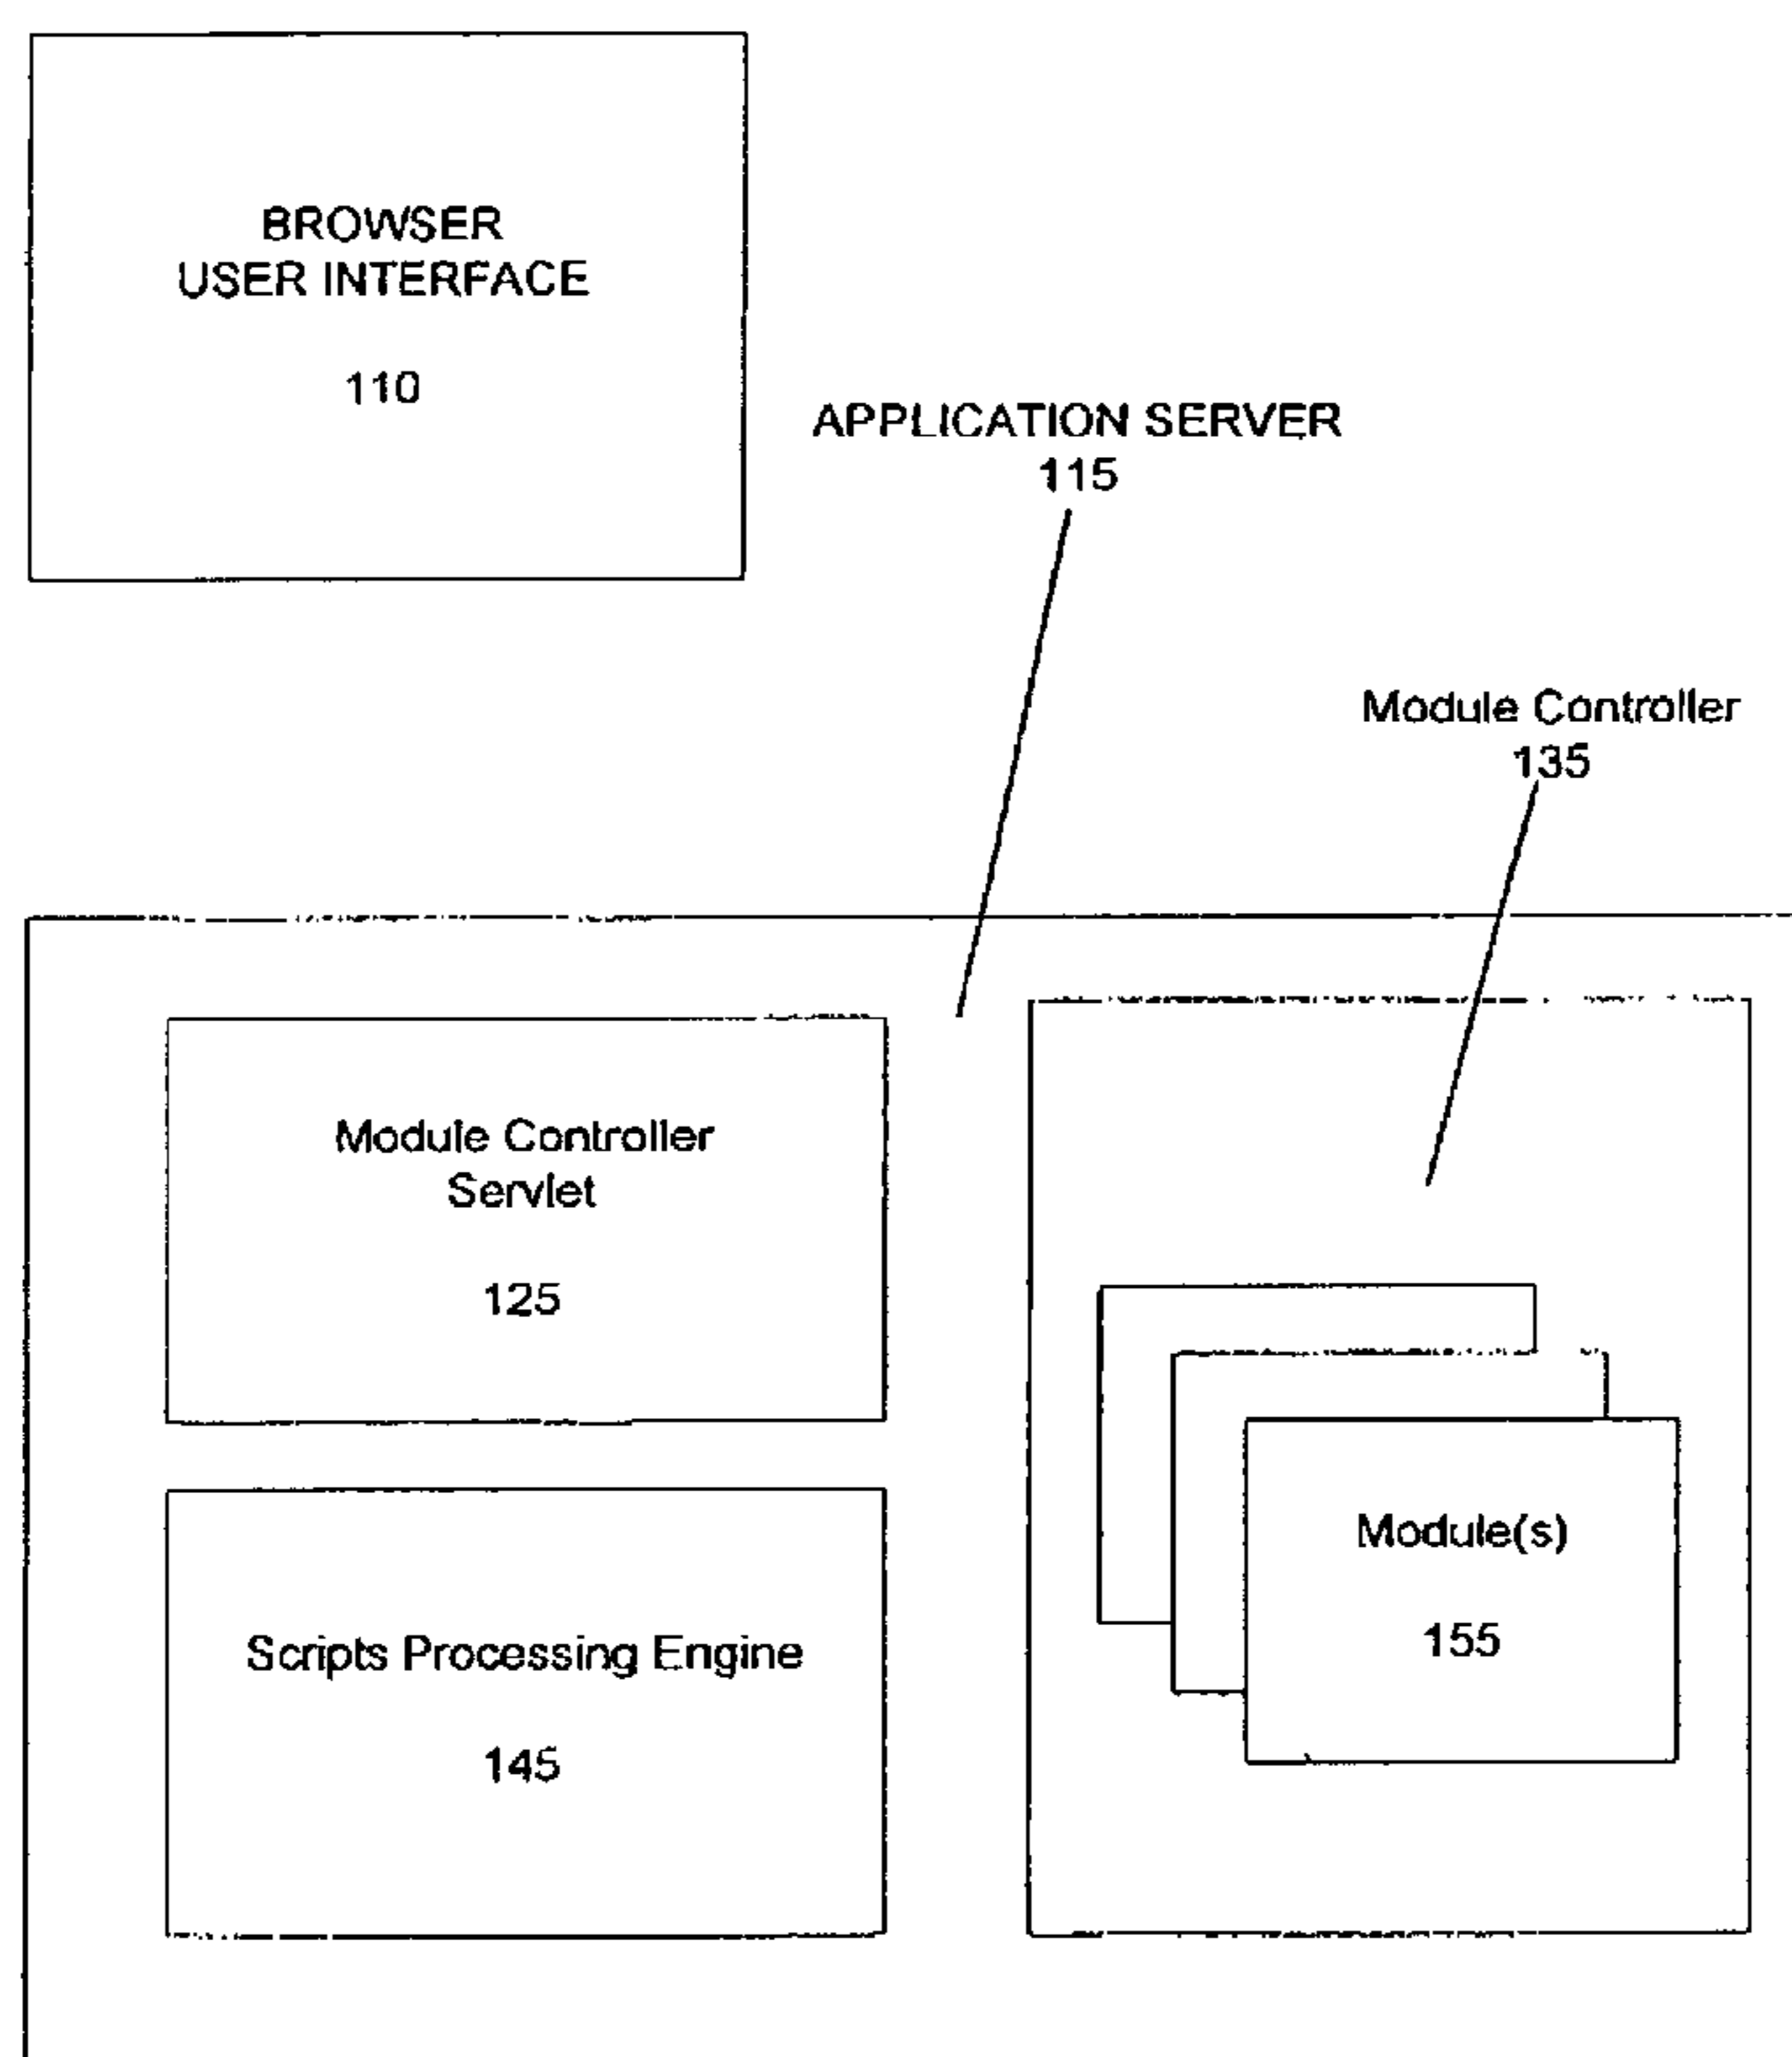 BROWSER
USER INTERFACE
110
APPLICATION SERVER
115
Module Controller
135
Module Controller
Servlet
125
Scripts Processing Engine
145
Module(s)
155